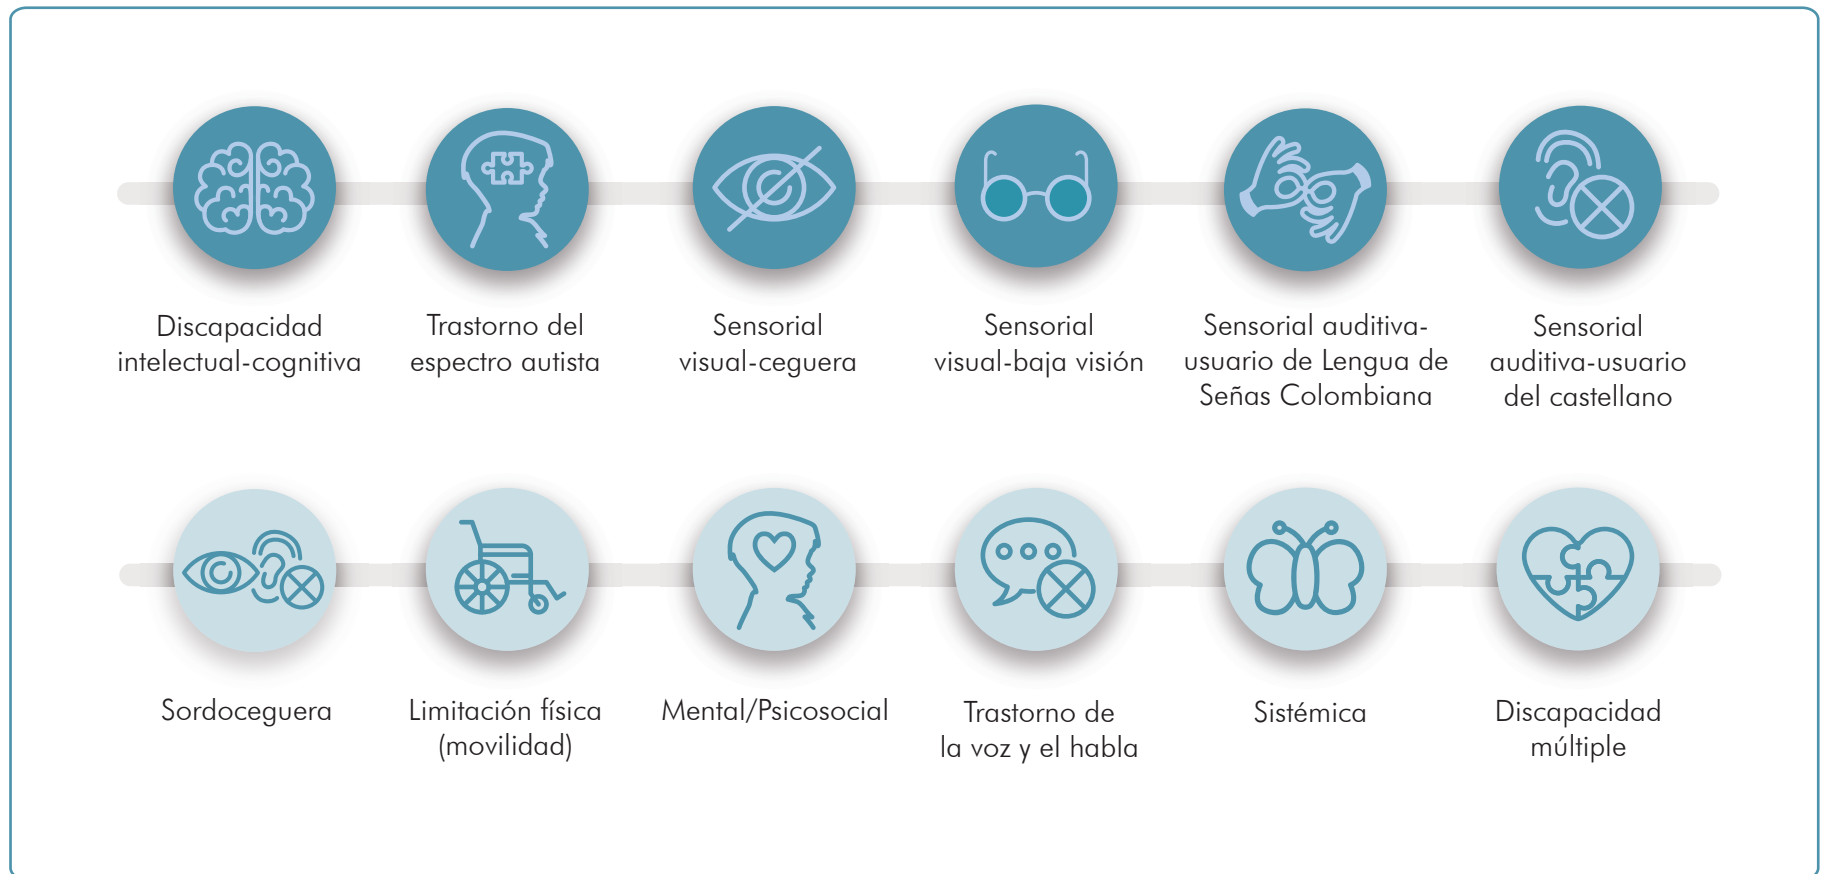 Discapacidad
intelectual-cognitiva
Trastorno del
espectro autista
Sensorial
visual-ceguera
Sensorial
visual-baja visión
Sensorial auditiva-
usuario de Lengua de
Señas Colombiana
Sensorial
auditiva-usuario
del castellano
Sordoceguera
Limitación física
(movilidad)
Mental/Psicosocial
Trastorno de
la voz y el habla
Sistémica
Discapacidad
múltiple